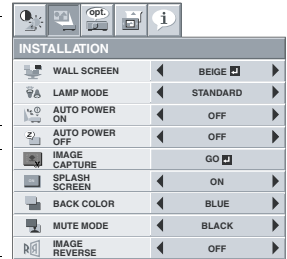 opt.
i
INSTALLATION
WALL SCREEN BEIGE
LAMP MODE STANDARD
AUTO POWER
ON OFF
AUTO POWER
OFF OFF
IMAGE
CAPTURE GO
SPLASH
SCREEN ON
BACK COLOR BLUE
MUTE MODE BLACK
IMAGE
REVERSE OFF